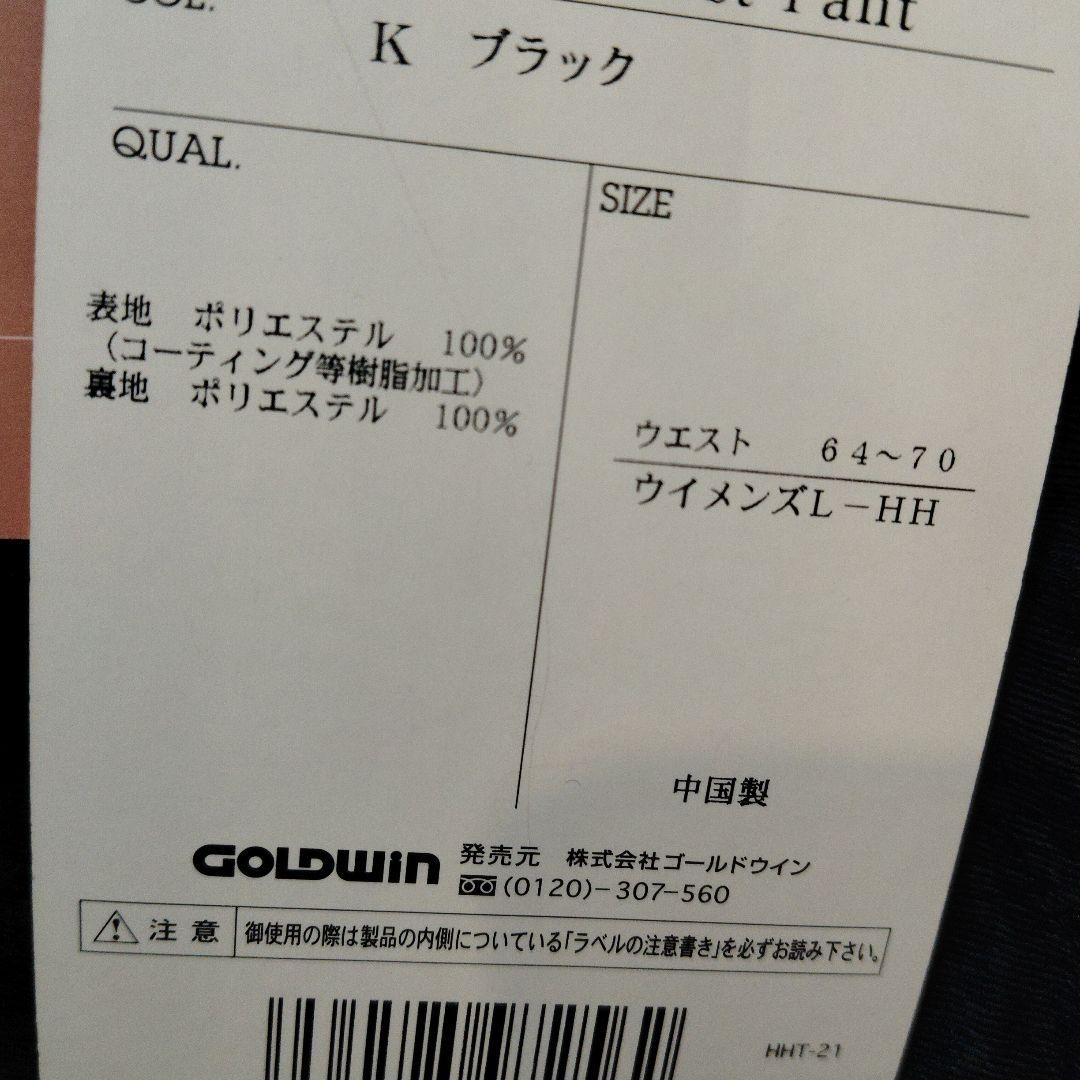 COL.
Pant
K ブラック
QUAL.
SIZE
表地 ポリエステル 100%
(コーティング等樹脂加工)
裏地 ポリエステル 100%
ウエスト 64~70
ウイメンズL-HH
中国製
GOLDWIN 発売元 株式会社ゴールドウイン
(0120)-307-560
注意 御使用の際は製品の内側についている「ラベルの注意書き」を必ずお読み下さい。
HHT-21